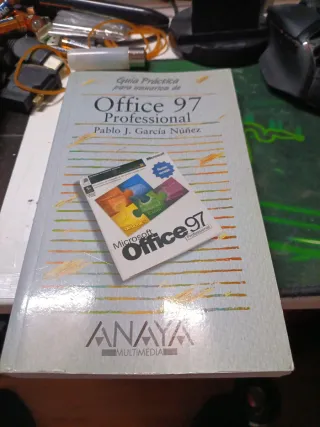 Guía Práctica
para usuarios de
Office 97
Professional
Pablo J. García Núñez
Microsoft
Office 97
ANAYA
MULTIMEDIA